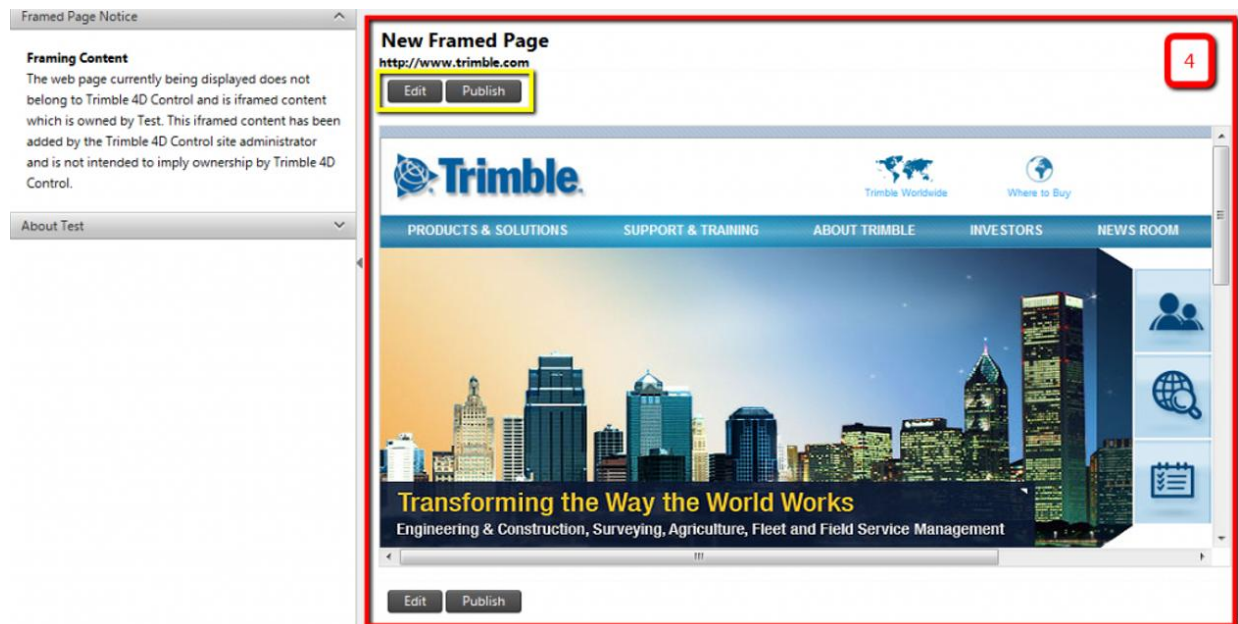 Framed Page Notice
Framing Content
The web page currently being displayed does not
belong to Trimble 4D Control and is iframed content
which is owned by Test. This iframed content has been
added by the Trimble 4D Control site administrator
and is not intended to imply ownership by Trimble 4D
Control.
About Test
New Framed Page
http://www.trimble.com
4
Edit Publish
Trimble.
Trimble Worldwide
Where to Buy
PRODUCTS & SOLUTIONS SUPPORT & TRAINING ABOUT TRIMBLE INVESTORS NEWS ROOM
Transforming the Way the World Works
Engineering & Construction, Surveying, Agriculture, Fleet and Field Service Management
Edit Publish